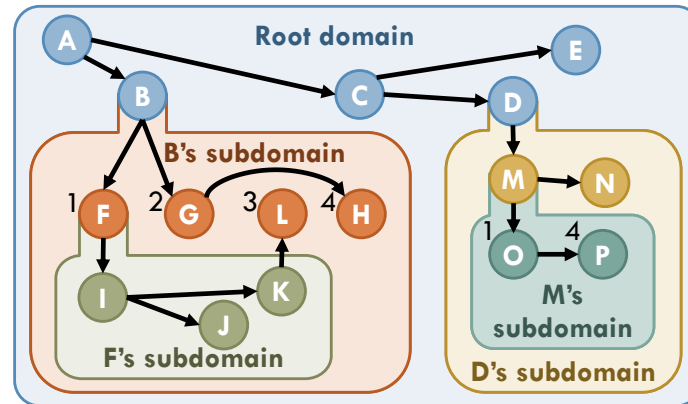 A
Root domain
E
B
C
D
B's subdomain
M
N
1
F
2
G
3
L
4
H
1
O
4
P
I
K
J
M's
subdomain
F's subdomain
D's subdomain